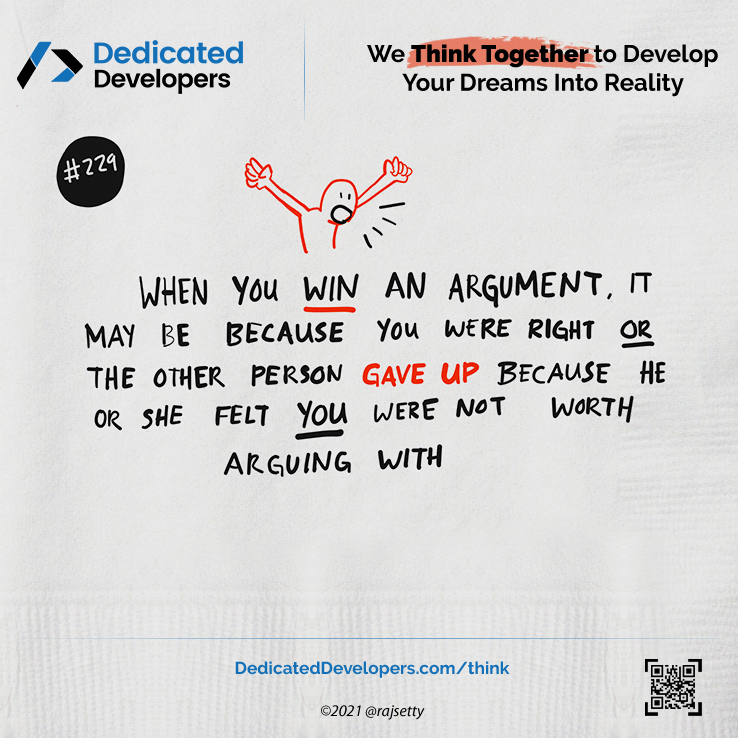 Dedicated
Developers
We Think Together to Develop
Your Dreams Into Reality
#229
WHEN YOU WIN AN ARGUMENT, IT
MAY BE BECAUSE YOU WERE RIGHT OR
THE OTHER PERSON GAVE UP BECAUSE HE
OR SHE FELT YOU WERE NOT WORTH
ARGUING WITH
DedicatedDevelopers.com/think
©2021 @rajsetty